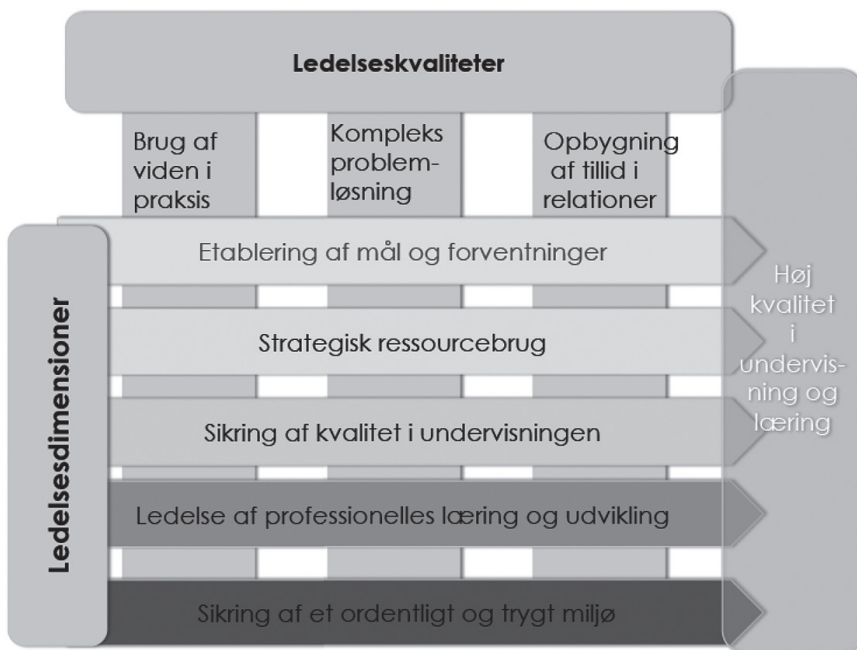 Ledelseskvaliteter
Brug af
viden i
praksis
Kompleks
problem-
løsning
Opbygning
af tillid i
relationer
Ledelsesdimensioner
Etablering af mål og forventninger
Strategisk ressourcebrug
Sikring af kvalitet i undervisningen
Ledelse af professionelles læring og udvikling
Sikring af et ordentligt og trygt miljø
Høj
kvalitet
i
undervis-
ning og
læring